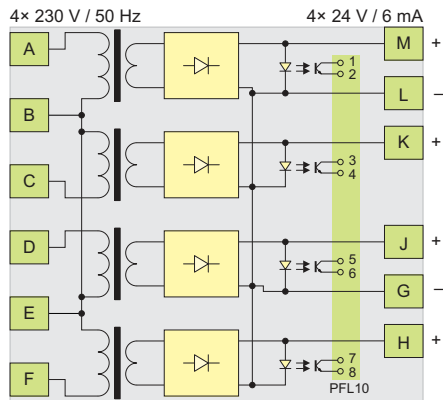 4× 230 V / 50 Hz 4× 24 V / 6 mA
A M +
1
2
B L –
K +
3
C 4
D J +
5
6
G –
E
H +
7
F 8
PFL10